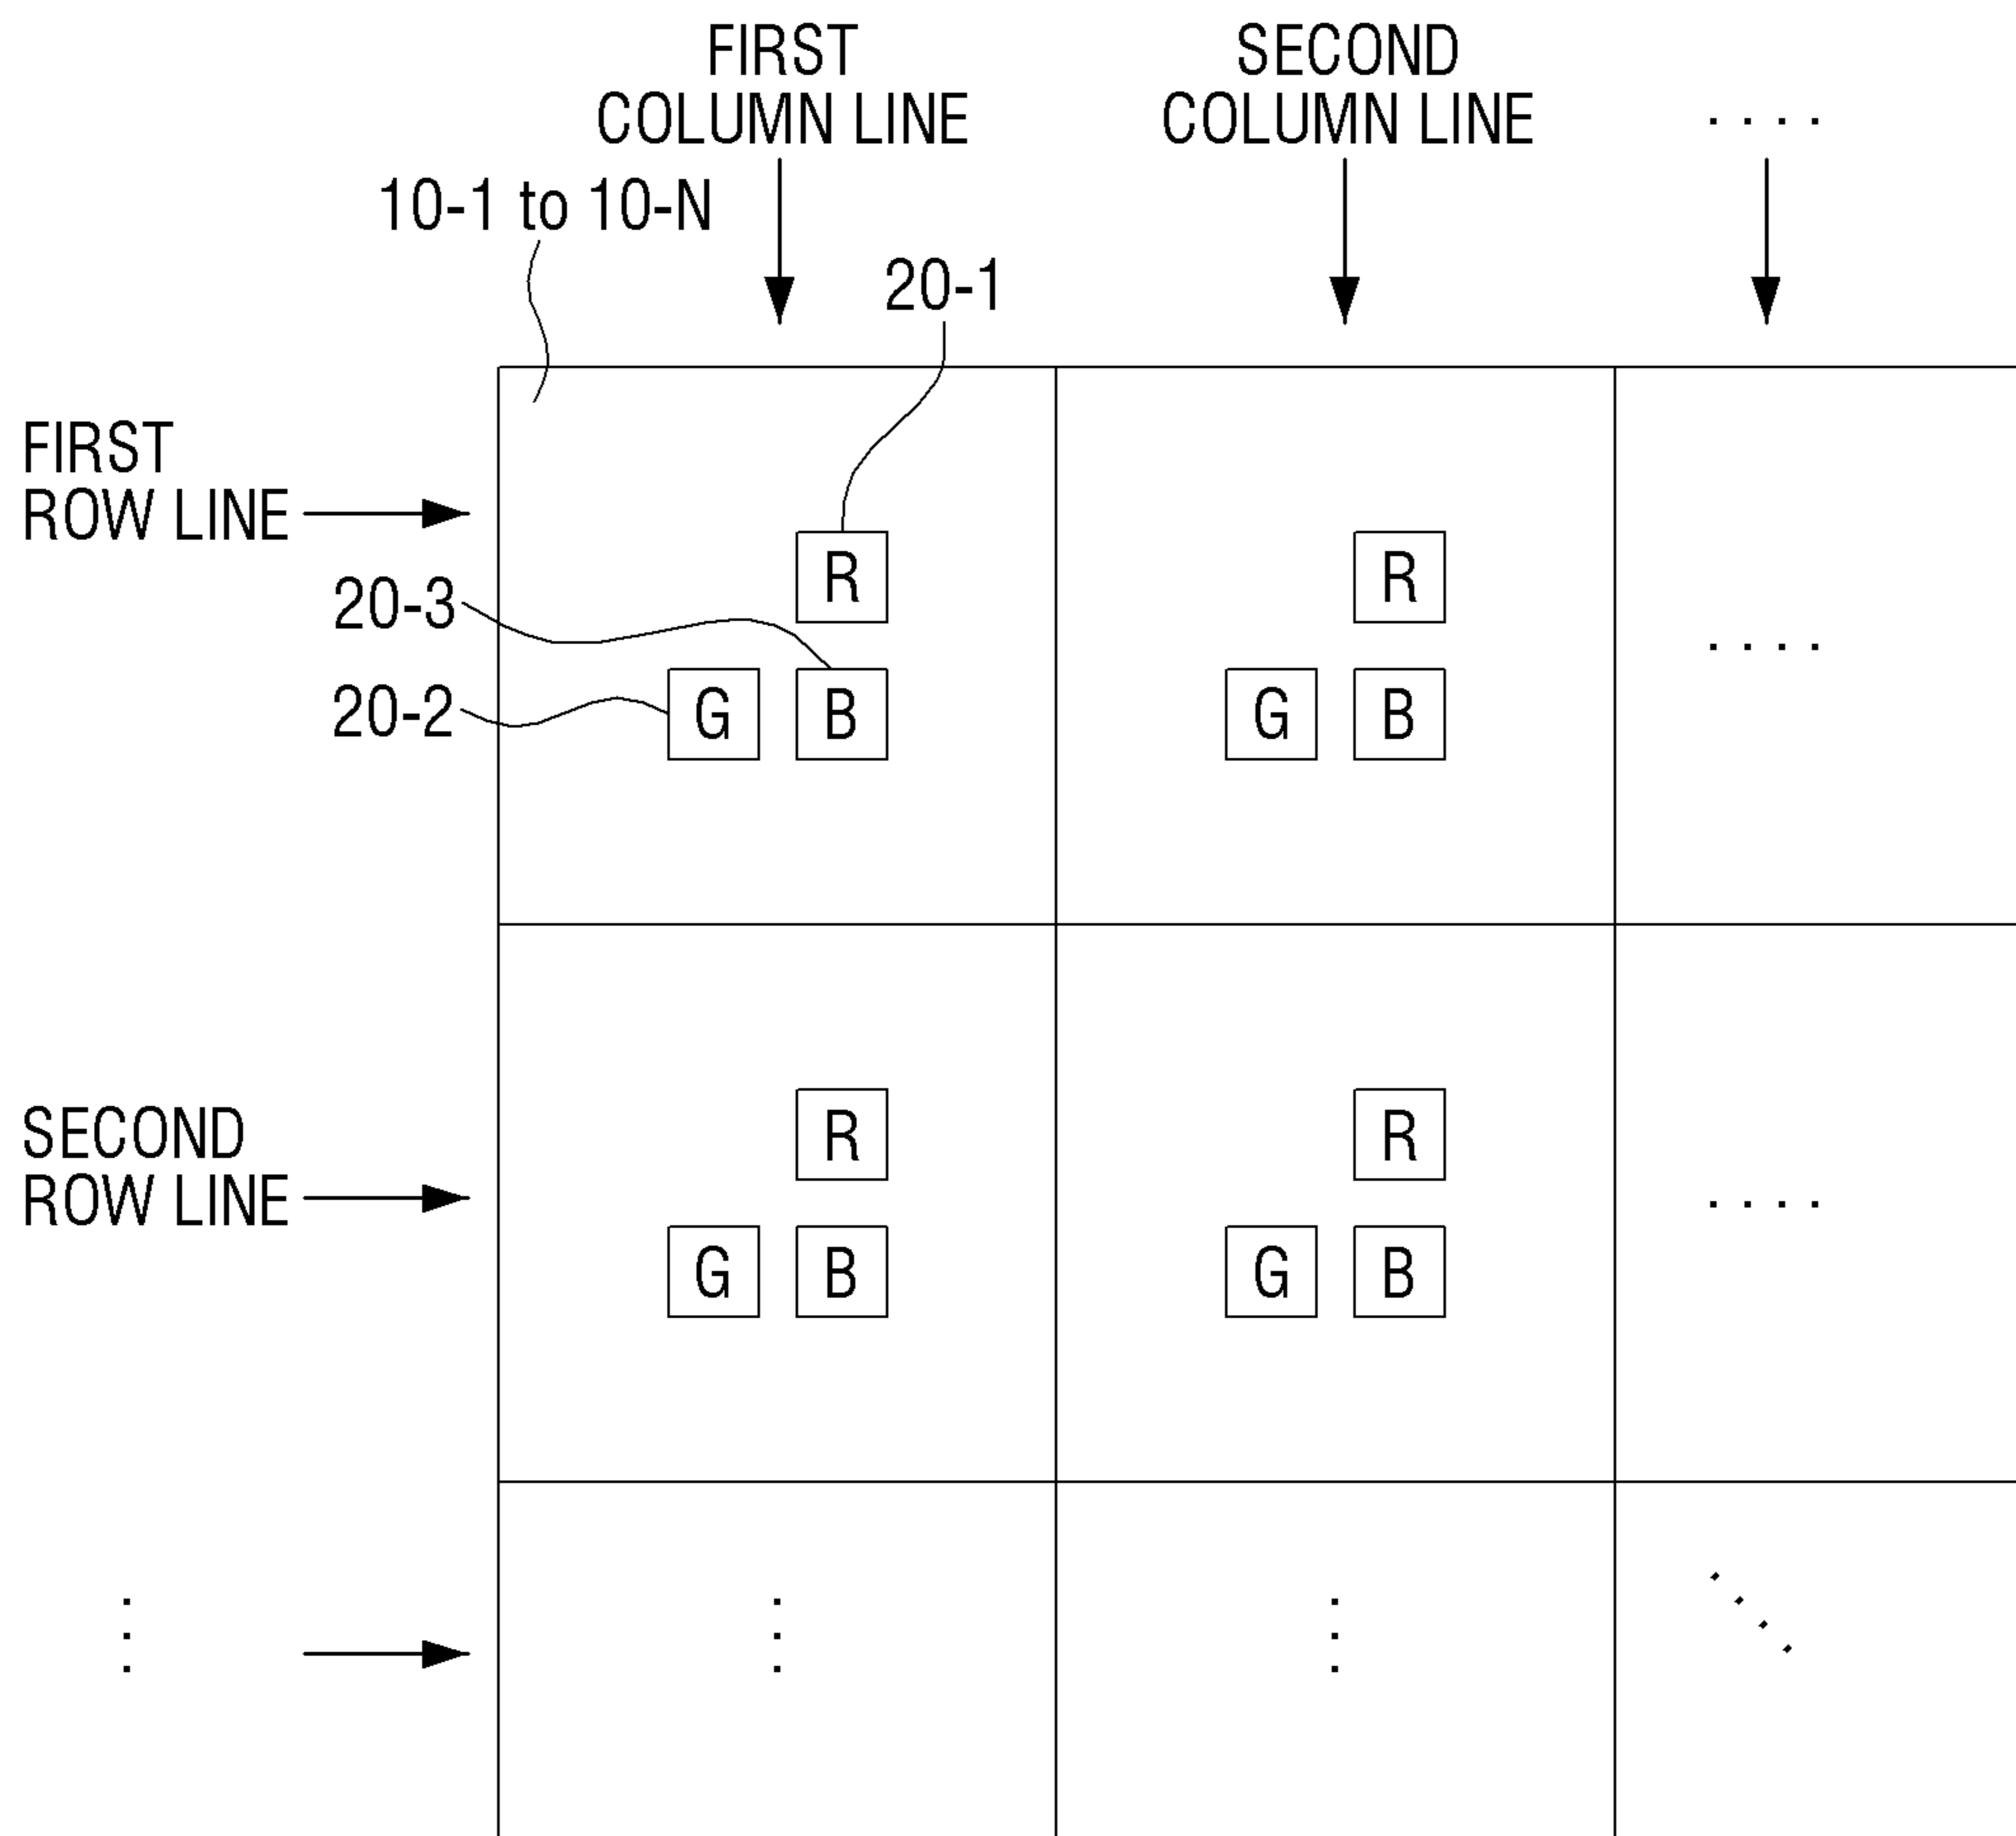 FIRST
COLUMN LINE
SECOND
COLUMN LINE
. . . .
10-1 to 10-N
20-1
FIRST
ROW LINE
20-3
20-2
R
G B
R
G B
. . . .
SECOND
ROW LINE
R
G B
R
G B
. . . .